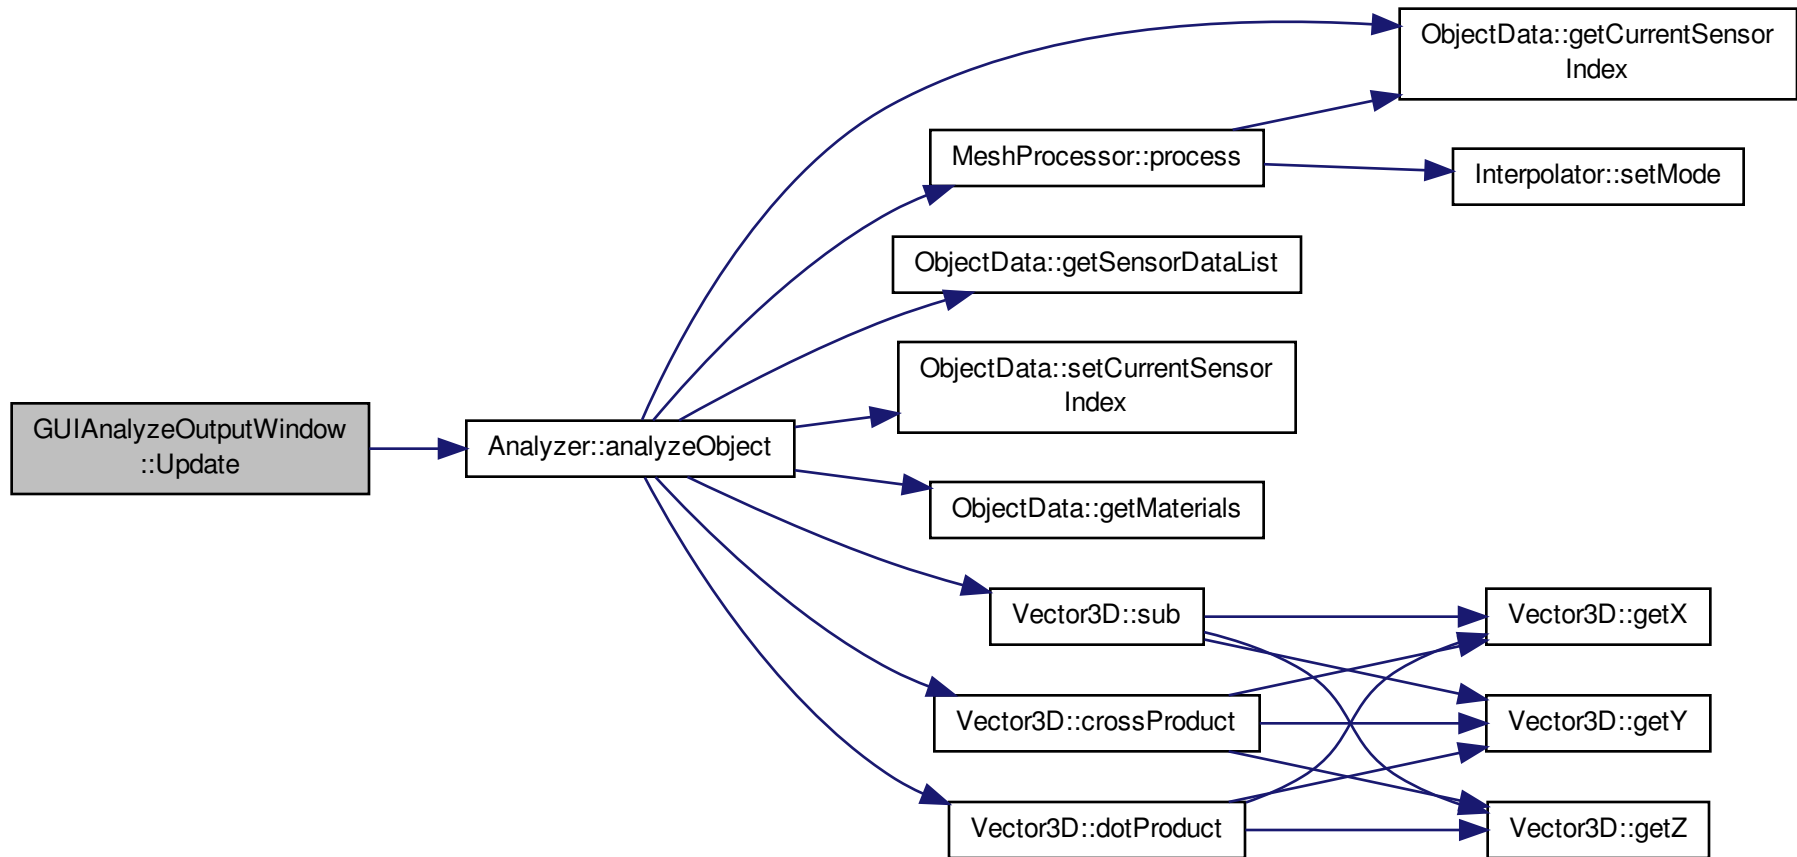 ObjectData::getCurrentSensor
Index
MeshProcessor::process
Interpolator::setMode
ObjectData::getSensorDataList
ObjectData::setCurrentSensor
Index
GUIAnalyzeOutputWindow
::Update
Analyzer::analyzeObject
ObjectData::getMaterials
Vector3D::sub
Vector3D::getX
Vector3D::crossProduct
Vector3D::getY
Vector3D::dotProduct
Vector3D::getZ